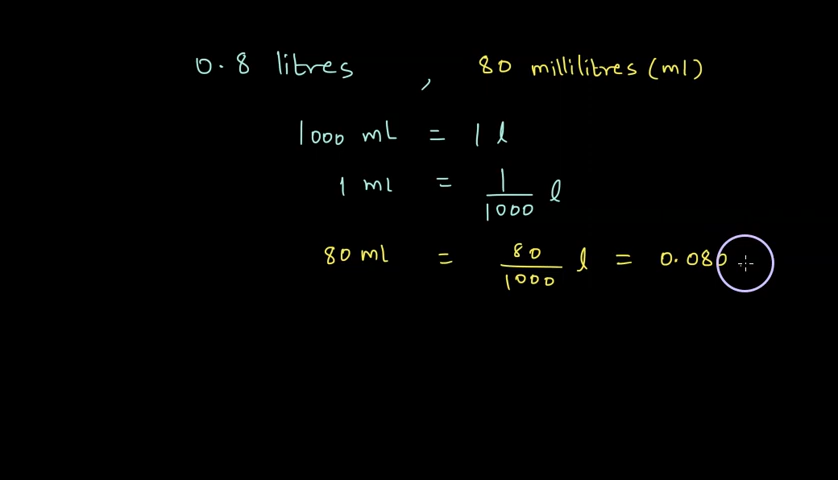 0.8 litres , 80 millilitres (ml)
1000 ml = 1 l
1 ml = 1/1000 l
80 ml = 80/1000 l = 0.080